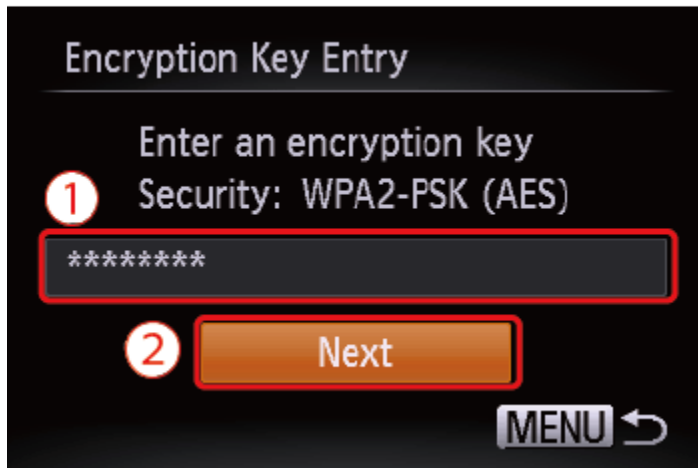 Encryption Key Entry
Enter an encryption key
1
Security: WPA2-PSK (AES)
********
2
Next
MENU